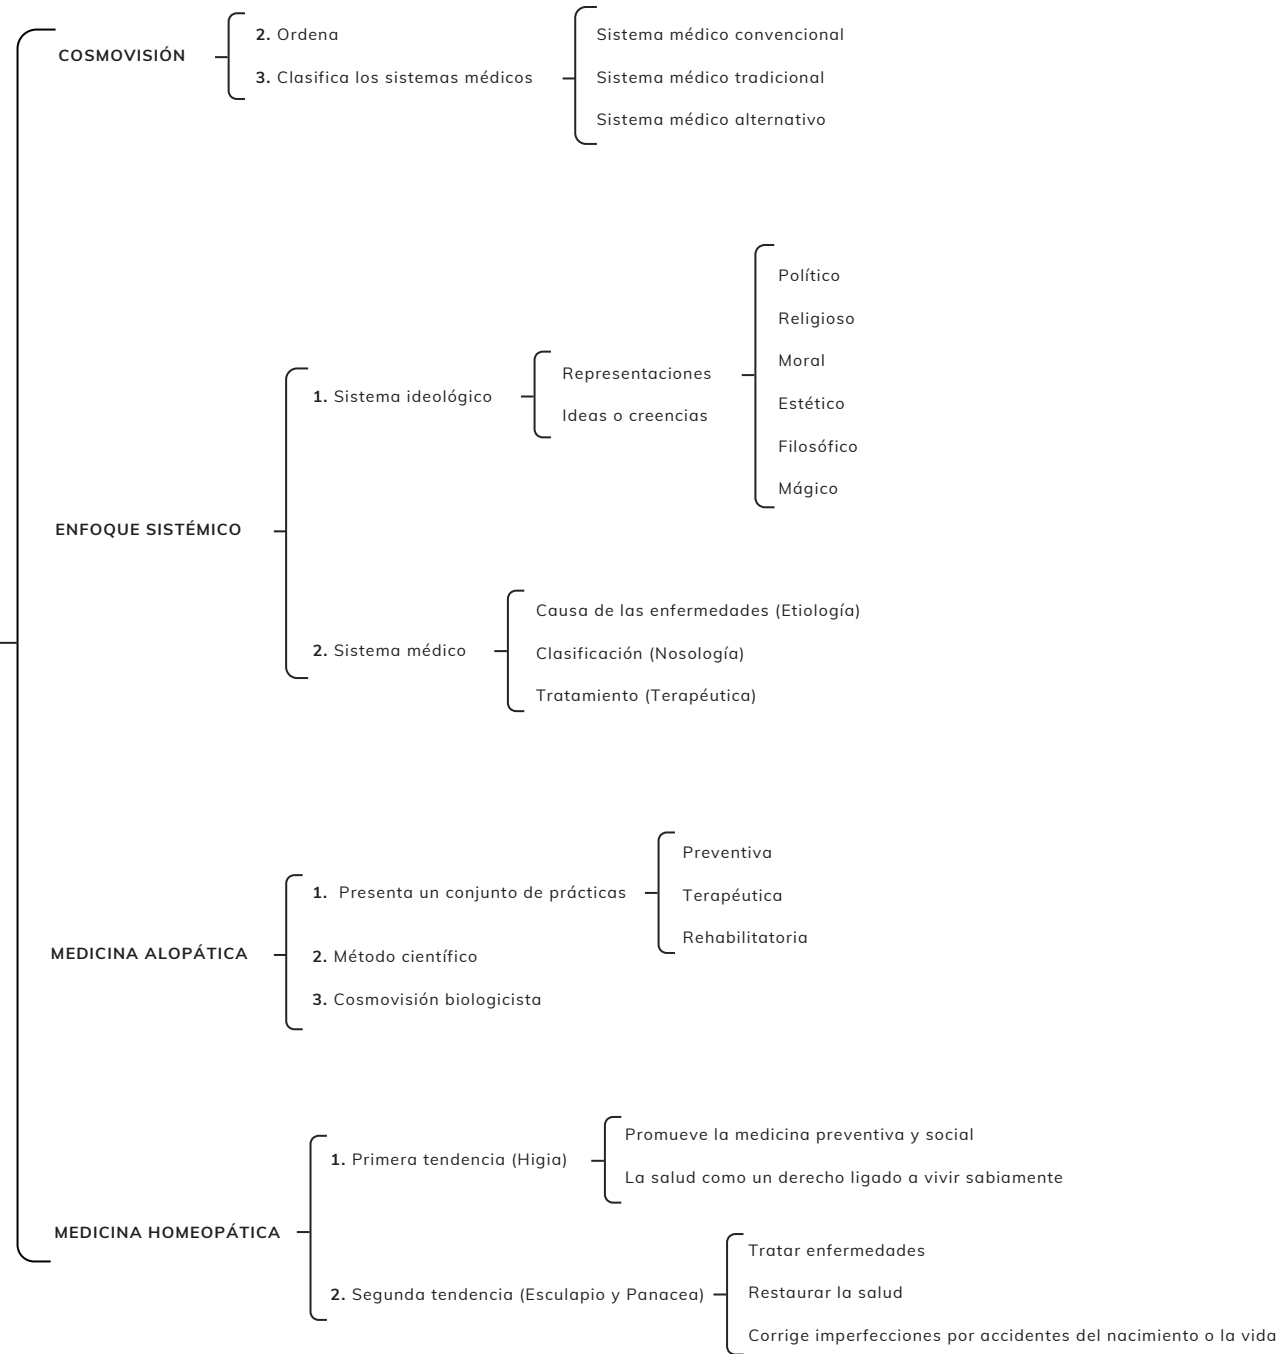 COSMOVISIÓN
2. Ordena
3. Clasifica los sistemas médicos
Sistema médico convencional
Sistema médico tradicional
Sistema médico alternativo
ENFOQUE SISTÉMICO
1. Sistema ideológico
Representaciones
Ideas o creencias
Político
Religioso
Moral
Estético
Filosófico
Mágico
2. Sistema médico
Causa de las enfermedades (Etiología)
Clasificación (Nosología)
Tratamiento (Terapéutica)
MEDICINA ALOPÁTICA
1. Presenta un conjunto de prácticas
Preventiva
Terapéutica
Rehabilitatoria
2. Método científico
3. Cosmovisión biologicista
MEDICINA HOMEOPÁTICA
1. Primera tendencia (Higia)
Promueve la medicina preventiva y social
La salud como un derecho ligado a vivir sabiamente
2. Segunda tendencia (Esculapio y Panacea)
Tratar enfermedades
Restaurar la salud
Corrige imperfecciones por accidentes del nacimiento o la vida